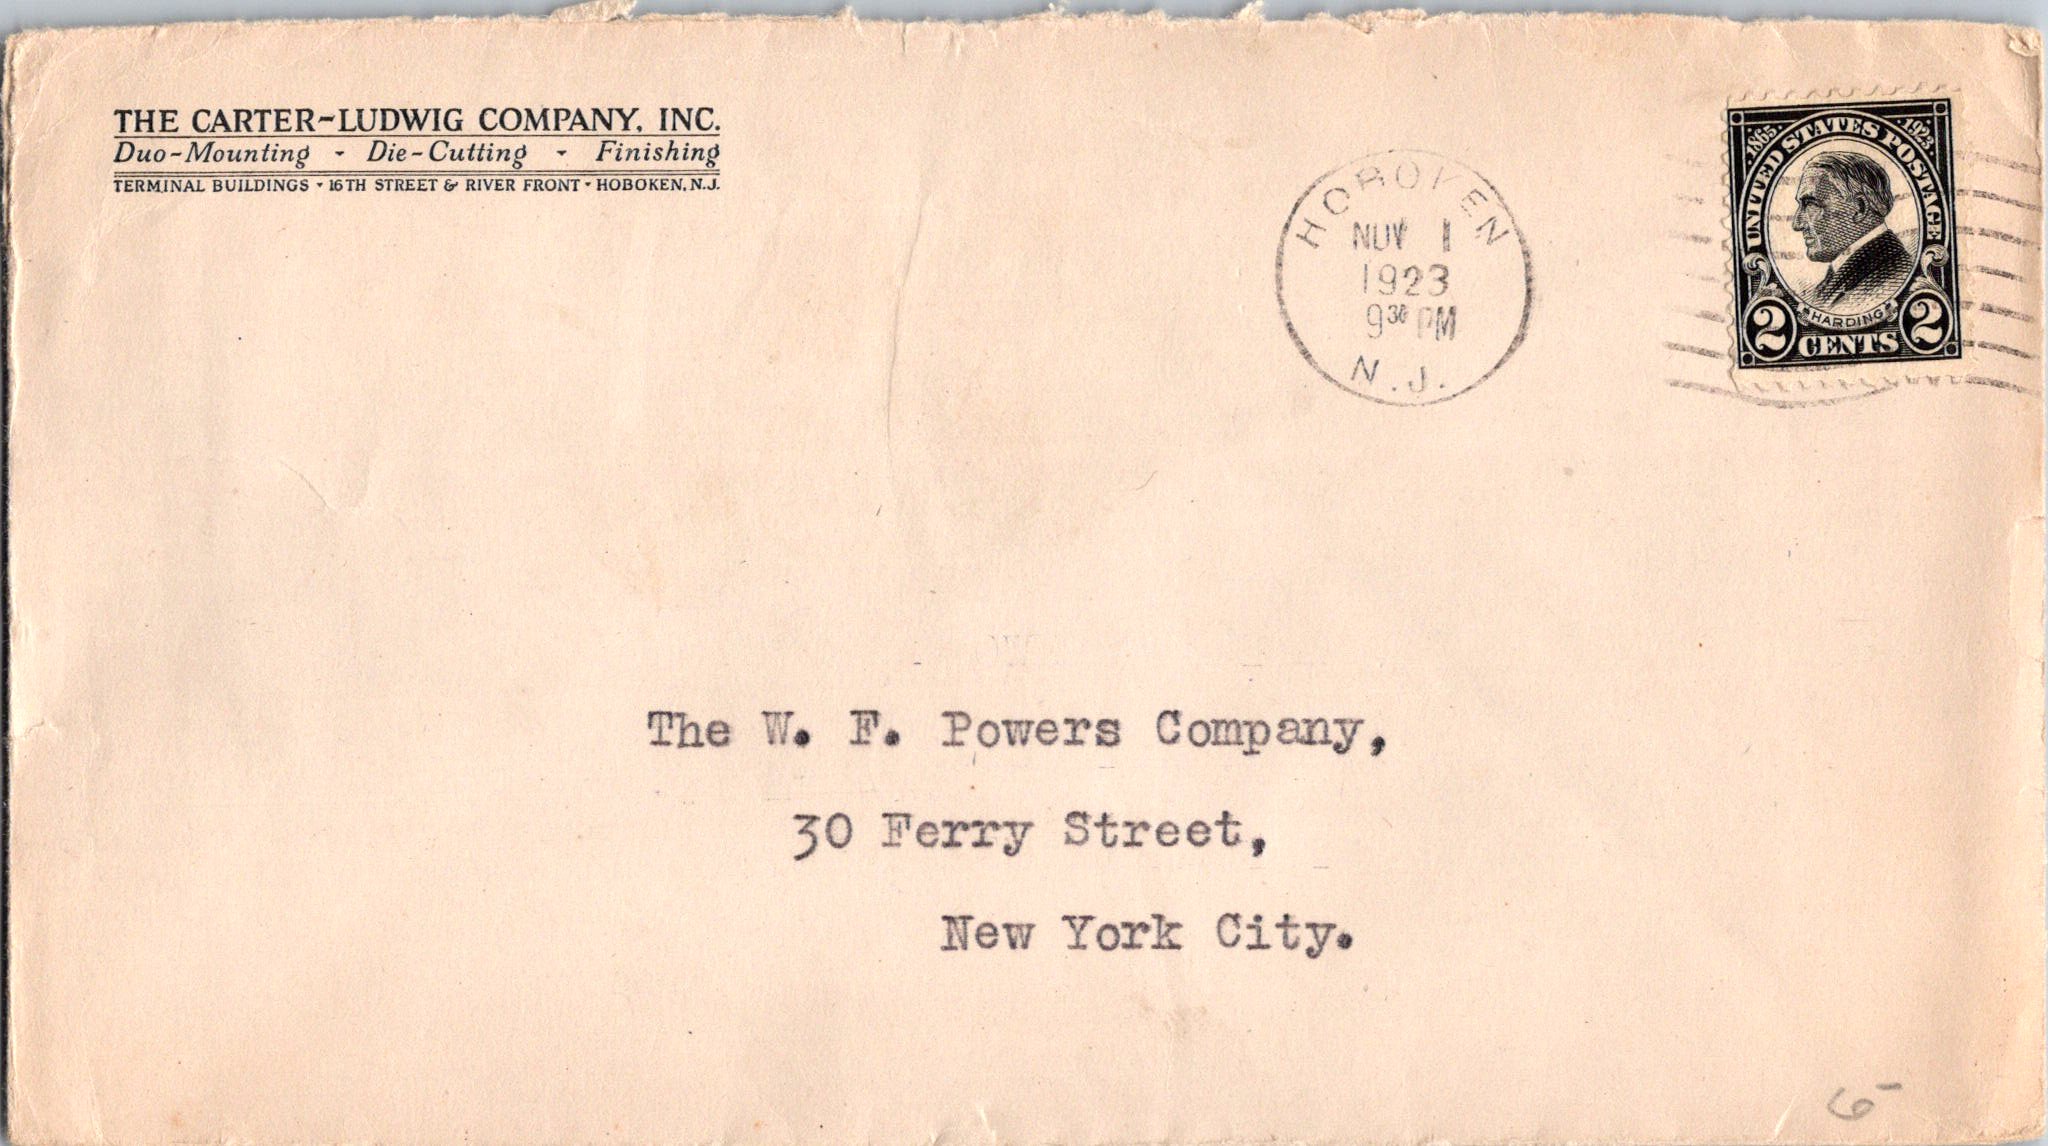 THE CARTER-LUDWIG COMPANY, INC.
Duo-Mounting - Die-Cutting - Finishing
TERMINAL BUILDINGS - 16TH STREET & RIVER FRONT - HOBOKEN, N.J.
HOBOKEN
NOV 1
1923
9 30 PM
N.J.
1865 1923
UNITED STATES POSTAGE
HARDING
2 CENTS 2
The W. F. Powers Company,
30 Ferry Street,
New York City.